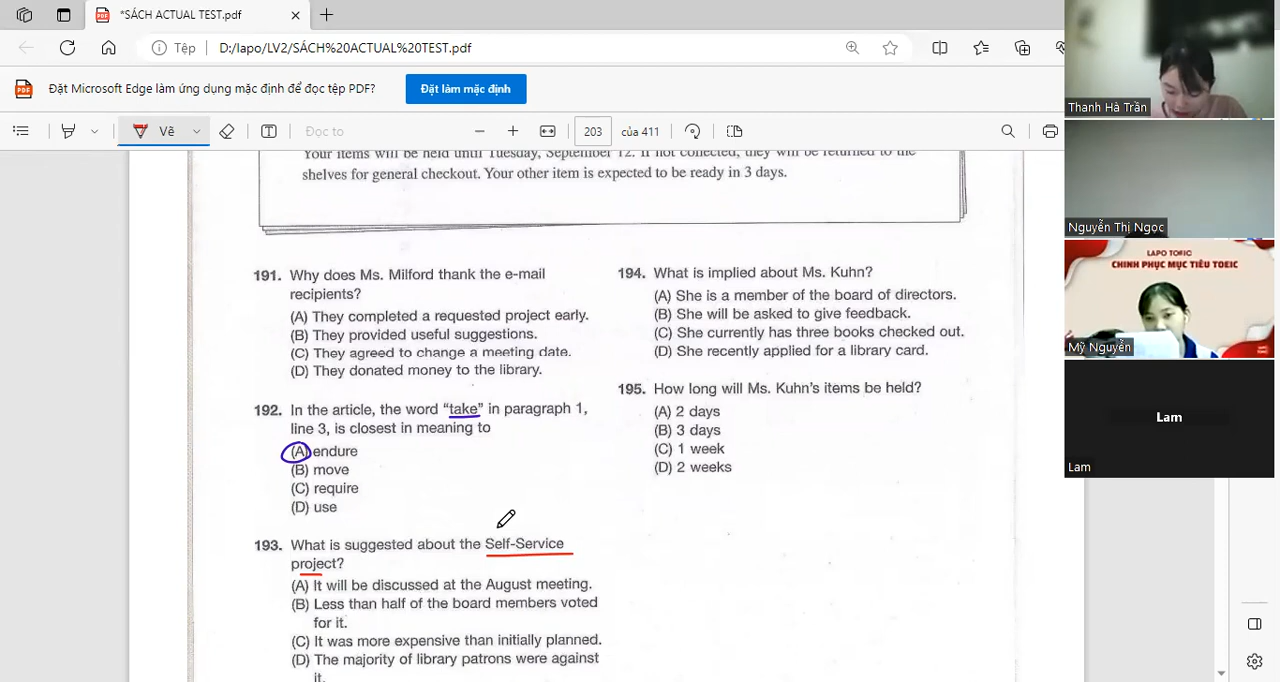 *SÁCH ACTUAL TEST.pdf
Tệp
D:/lapo/LV2/SÁCH%20ACTUAL%20TEST.pdf
Đặt Microsoft Edge làm ứng dụng mặc định để đọc tệp PDF?
Đặt làm mặc định
Vẽ
Đọc to
203
của 411
Your items will be held until Tuesday, September 12. If not collected, they will be returned to the
shelves for general checkout. Your other item is expected to be ready in 3 days.
191. Why does Ms. Milford thank the e-mail
recipients?
(A) They completed a requested project early.
(B) They provided useful suggestions.
(C) They agreed to change a meeting date.
(D) They donated money to the library.
192. In the article, the word "take" in paragraph 1,
line 3, is closest in meaning to
(A) endure
(B) move
(C) require
(D) use
193. What is suggested about the Self-Service
project?
(A) It will be discussed at the August meeting.
(B) Less than half of the board members voted
for it.
(C) It was more expensive than initially planned.
(D) The majority of library patrons were against
it.
194. What is implied about Ms. Kuhn?
(A) She is a member of the board of directors.
(B) She will be asked to give feedback.
(C) She currently has three books checked out.
(D) She recently applied for a library card.
195. How long will Ms. Kuhn's items be held?
(A) 2 days
(B) 3 days
(C) 1 week
(D) 2 weeks
Thanh Hà Trần
Nguyễn Thị Ngọc
LAPO TOEIC
CHINH PHỤC MỤC TIÊU TOEIC
Mỹ Nguyễn
Lam
Lam